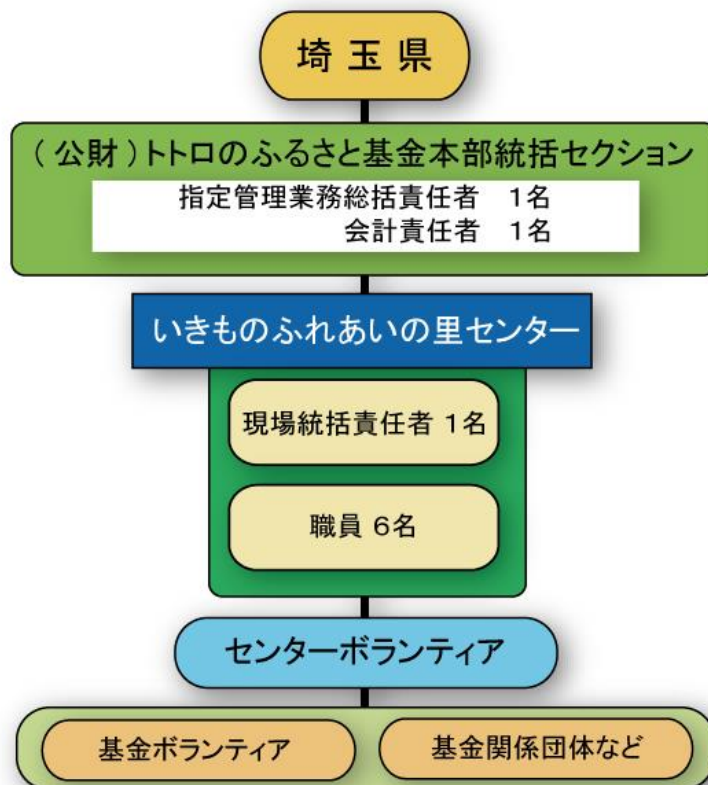 埼玉県
(公財)トトロのふるさと基金本部統括セクション
指定管理業務総括責任者 1名
会計責任者 1名
いきものふれあいの里センター
現場統括責任者 1名
職員 6名
センターボランティア
基金ボランティア
基金関係団体など